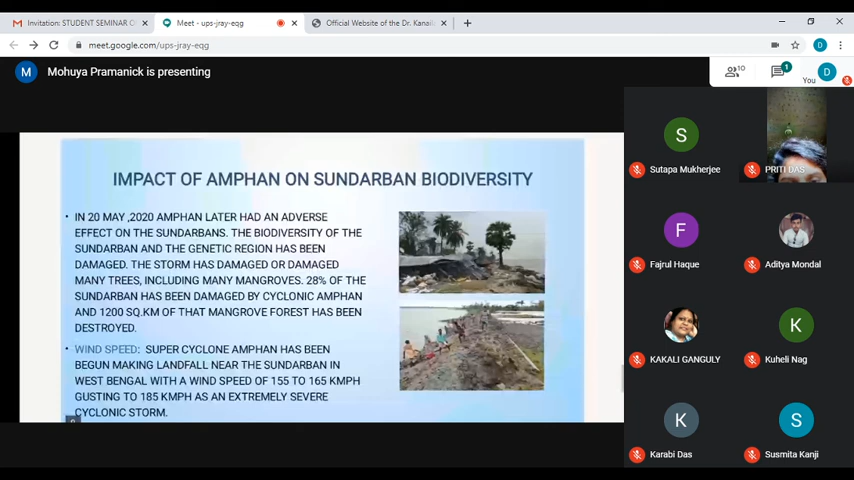 Invitation: STUDENT SEMINAR O
Meet - ups-jray-eqg
Official Website of the Dr. Kanail
meet.google.com/ups-jray-eqg
D
M
Mohuya Pramanick is presenting
10
1
D
You
IMPACT OF AMPHAN ON SUNDARBAN BIODIVERSITY
• IN 20 MAY ,2020 AMPHAN LATER HAD AN ADVERSE
EFFECT ON THE SUNDARBANS. THE BIODIVERSITY OF THE
SUNDARBAN AND THE GENETIC REGION HAS BEEN
DAMAGED. THE STORM HAS DAMAGED OR DAMAGED
MANY TREES, INCLUDING MANY MANGROVES. 28% OF THE
SUNDARBAN HAS BEEN DAMAGED BY CYCLONIC AMPHAN
AND 1200 SQ.KM OF THAT MANGROVE FOREST HAS BEEN
DESTROYED.
• WIND SPEED: SUPER CYCLONE AMPHAN HAS BEEN
BEGUN MAKING LANDFALL NEAR THE SUNDARBAN IN
WEST BENGAL WITH A WIND SPEED OF 155 TO 165 KMPH
GUSTING TO 185 KMPH AS AN EXTREMELY SEVERE
CYCLONIC STORM.
S
Sutapa Mukherjee
PRITI DAS
F
Fajrul Haque
Aditya Mondal
KAKALI GANGULY
K
Kuheli Nag
K
Karabi Das
S
Susmita Kanji